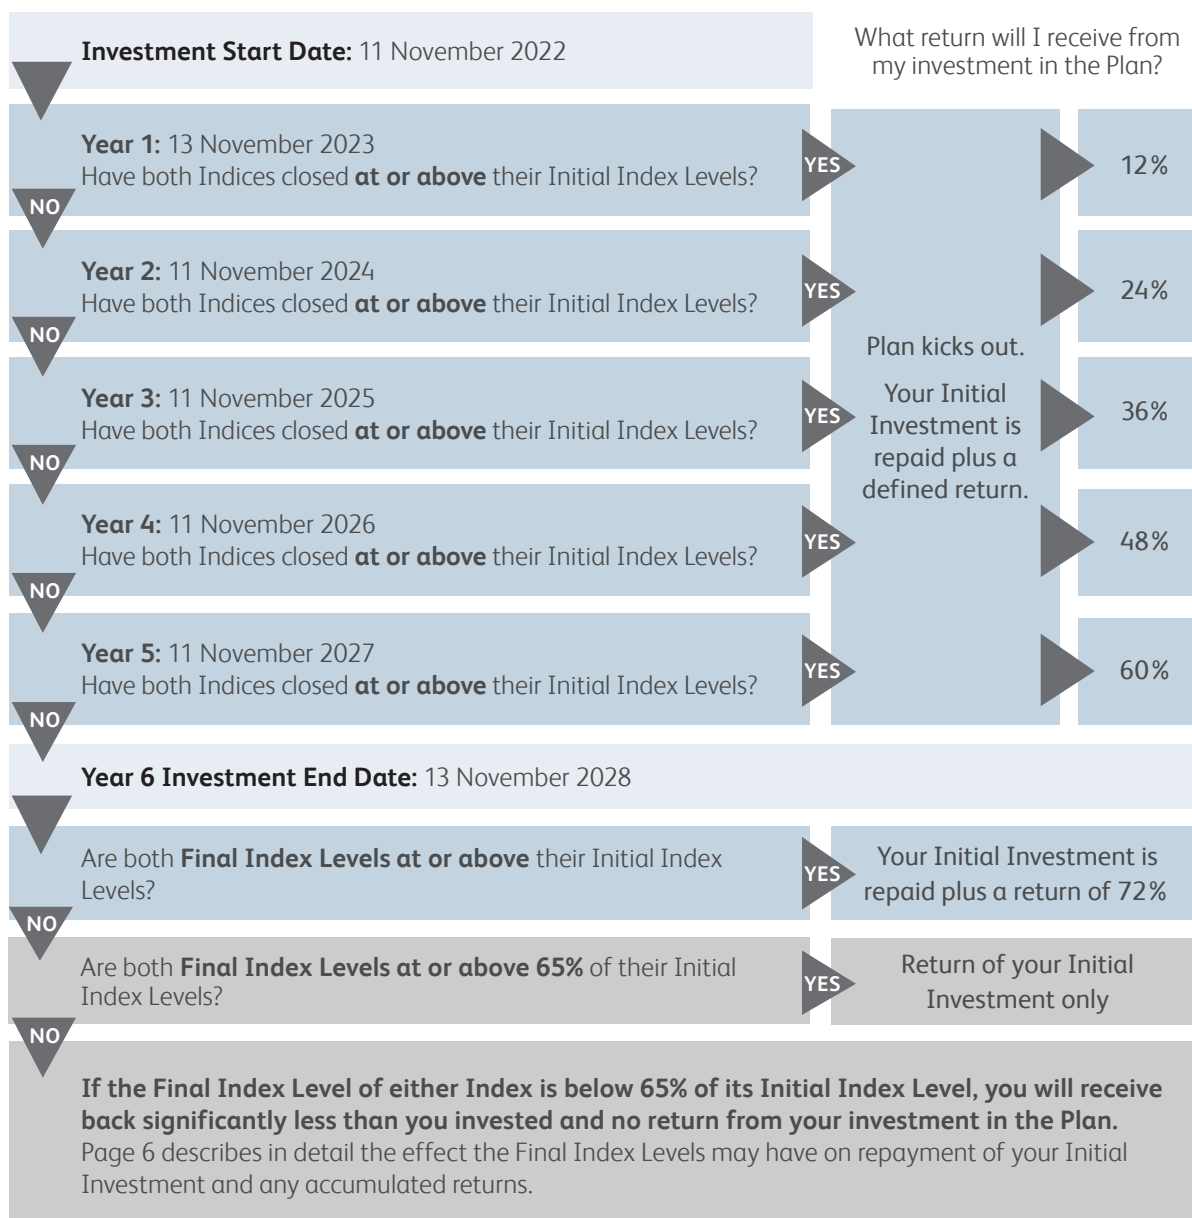 Investment Start Date: 11 November 2022
What return will I receive from
my investment in the Plan?
Year 1: 13 November 2023
Have both Indices closed at or above their Initial Index Levels?
YES
12%
NO
Year 2: 11 November 2024
Have both Indices closed at or above their Initial Index Levels?
YES
24%
NO
Plan kicks out.
Your Initial
Investment is
repaid plus a
defined return.
Year 3: 11 November 2025
Have both Indices closed at or above their Initial Index Levels?
YES
36%
NO
Year 4: 11 November 2026
Have both Indices closed at or above their Initial Index Levels?
YES
48%
NO
Year 5: 11 November 2027
Have both Indices closed at or above their Initial Index Levels?
YES
60%
NO
Year 6 Investment End Date: 13 November 2028
Are both Final Index Levels at or above their Initial Index
Levels?
YES
Your Initial Investment is
repaid plus a return of 72%
NO
Are both Final Index Levels at or above 65% of their Initial
Index Levels?
YES
Return of your Initial
Investment only
NO
If the Final Index Level of either Index is below 65% of its Initial Index Level, you will receive
back significantly less than you invested and no return from your investment in the Plan.
Page 6 describes in detail the effect the Final Index Levels may have on repayment of your Initial
Investment and any accumulated returns.